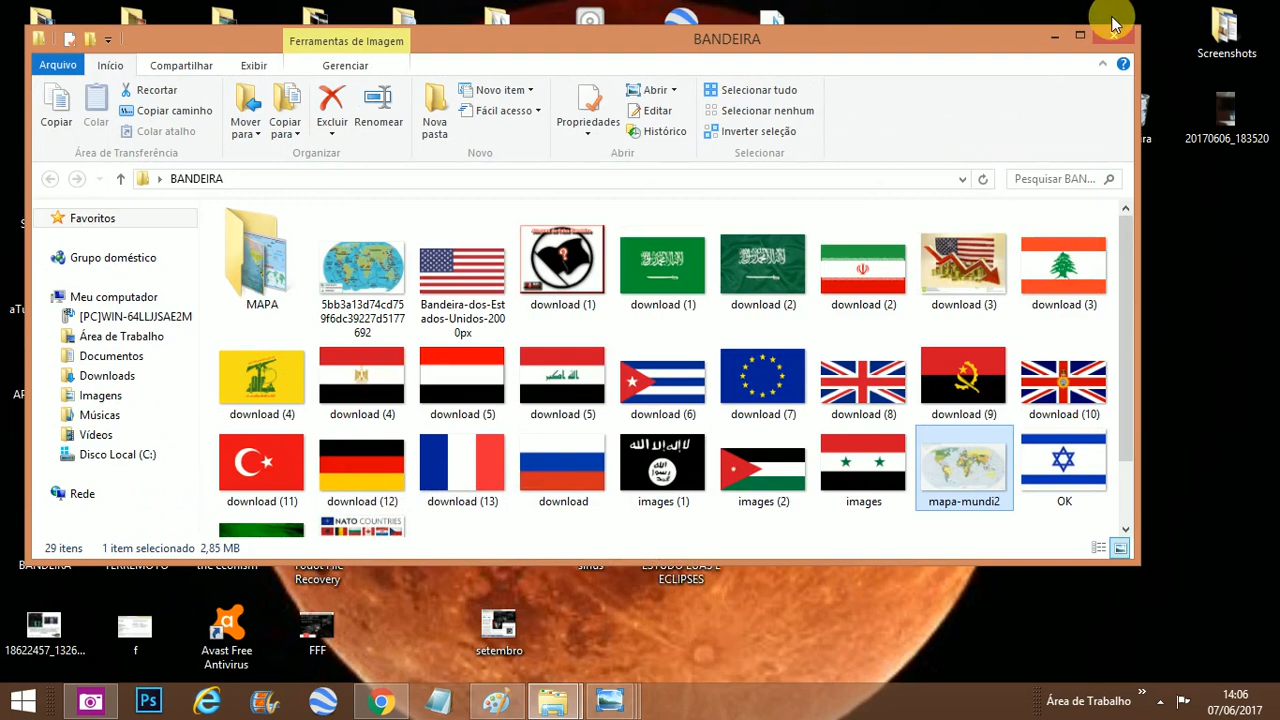 Ferramentas de Imagem
BANDEIRA
Arquivo
Início
Compartilhar
Exibir
Gerenciar
Copiar
Colar
Recortar
Copiar caminho
Colar atalho
Área de Transferência
Mover para
Copiar para
Excluir
Renomear
Organizar
Nova pasta
Novo item
Fácil acesso
Novo
Propriedades
Abrir
Editar
Histórico
Abrir
Selecionar tudo
Selecionar nenhum
Inverter seleção
Selecionar
BANDEIRA
Pesquisar BAN...
Favoritos
Grupo doméstico
Meu computador
[PC]WIN-64LLJJSAE2M
Área de Trabalho
Documentos
Downloads
Imagens
Músicas
Vídeos
Disco Local (C:)
Rede
MAPA
5bb3a13d74cd75
9f6dc39227d5177
692
Bandeira-dos-Est
ados-Unidos-200
0px
download (1)
download (1)
download (2)
download (2)
download (3)
download (3)
download (4)
download (4)
download (5)
download (5)
download (6)
download (7)
download (8)
download (9)
download (10)
download (11)
download (12)
download (13)
download
images (1)
images (2)
images
mapa-mundi2
OK
NATO COUNTRIES
29 itens
1 item selecionado 2,85 MB
Screenshots
20170606_183520
Recovery
ECLIPSES
18622457_1326...
f
Avast Free
Antivirus
FFF
setembro
Ps
Área de Trabalho
14:06
07/06/2017